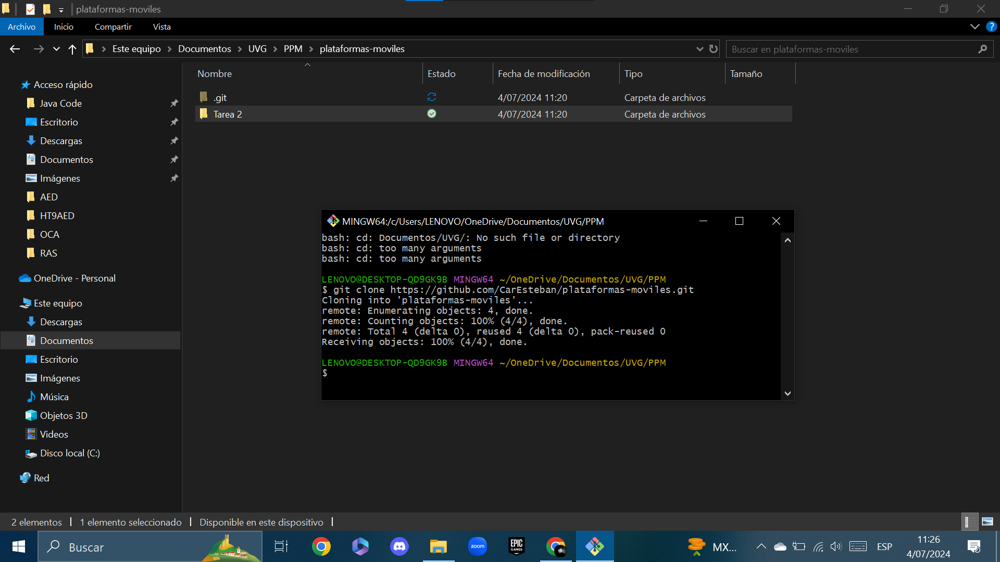 plataformas-moviles
Archivo Inicio Compartir Vista
Este equipo Documentos UVG PPM plataformas-moviles
Buscar en plataformas-moviles
Nombre Estado Fecha de modificación Tipo Tamaño
.git 4/07/2024 11:20 Carpeta de archivos
Tarea 2 4/07/2024 11:20 Carpeta de archivos
Acceso rápido
Java Code
Escritorio
Descargas
Documentos
Imágenes
AED
HT9AED
OCA
RAS
OneDrive - Personal
Este equipo
Descargas
Documentos
Escritorio
Imágenes
Música
Objetos 3D
Videos
Disco local (C:)
Red
MINGW64:/c/Users/LENOVO/OneDrive/Documentos/UVG/PPM
bash: cd: Documentos/UVG/: No such file or directory
bash: cd: too many arguments
bash: cd: too many arguments
LENOVO@DESKTOP-QD9GK9B MINGW64 ~/OneDrive/Documentos/UVG/PPM
$ git clone https://github.com/CarEsteban/plataformas-moviles.git
Cloning into 'plataformas-moviles'...
remote: Enumerating objects: 4, done.
remote: Counting objects: 100% (4/4), done.
remote: Total 4 (delta 0), reused 4 (delta 0), pack-reused 0
Receiving objects: 100% (4/4), done.
LENOVO@DESKTOP-QD9GK9B MINGW64 ~/OneDrive/Documentos/UVG/PPM
$
2 elementos 1 elemento seleccionado Disponible en este dispositivo
Buscar
zoom
EPIC
GAMES
MX...
ESP
11:26
4/07/2024